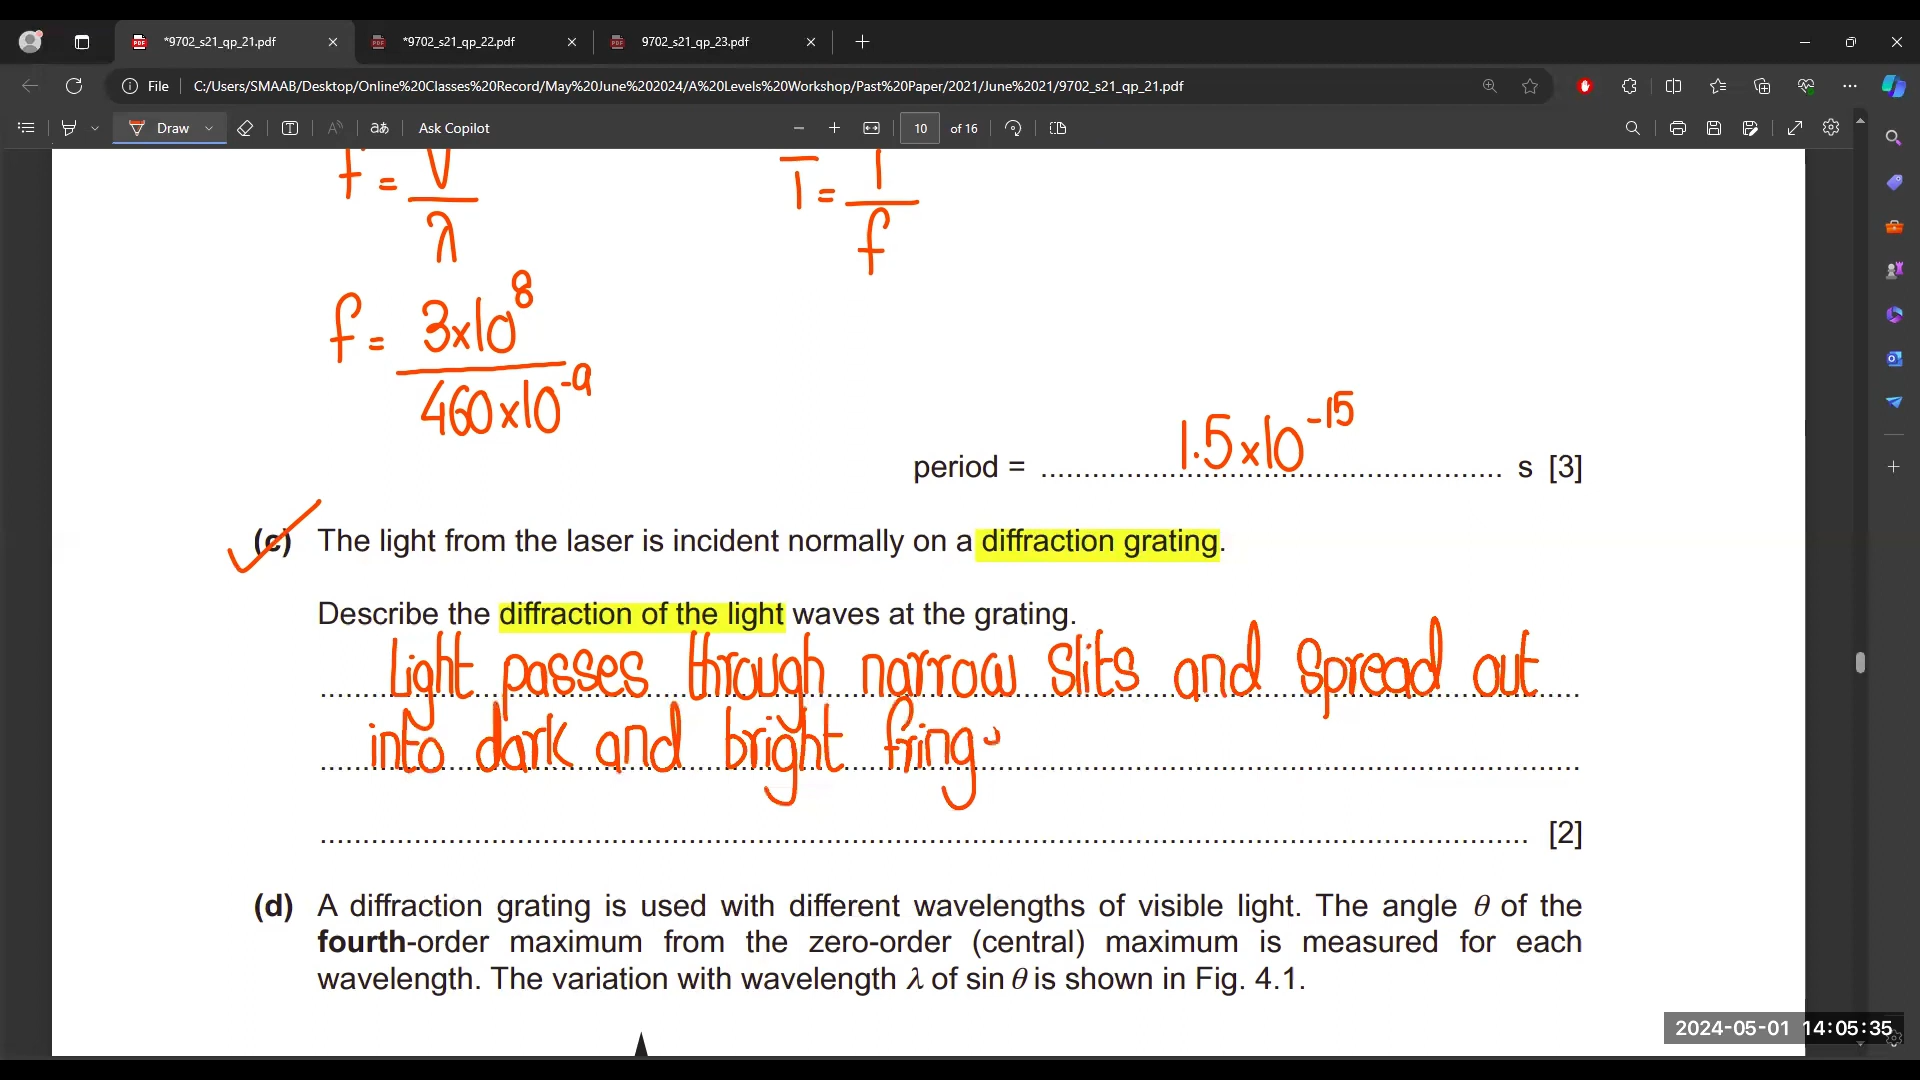 *9702_s21_qp_21.pdf
*9702_s21_qp_22.pdf
9702_s21_qp_23.pdf
File
C:/Users/SMAAB/Desktop/Online%20Classes%20Record/May%20June%202024/A%20Levels%20Workshop/Past%20Paper/2021/June%2021/9702_s21_qp_21.pdf
Draw
Ask Copilot
10 of 16
f = V/λ
T = 1/f
f = 3x10^8 / 460x10^-9
1.5x10^-15
period = .......... s [3]
(c) The light from the laser is incident normally on a diffraction grating.
Describe the diffraction of the light waves at the grating.
Light passes through narrow slits and spread out
into dark and bright fring
[2]
(d) A diffraction grating is used with different wavelengths of visible light. The angle θ of the
fourth-order maximum from the zero-order (central) maximum is measured for each
wavelength. The variation with wavelength λ of sin θ is shown in Fig. 4.1.
2024-05-01 14:05:35